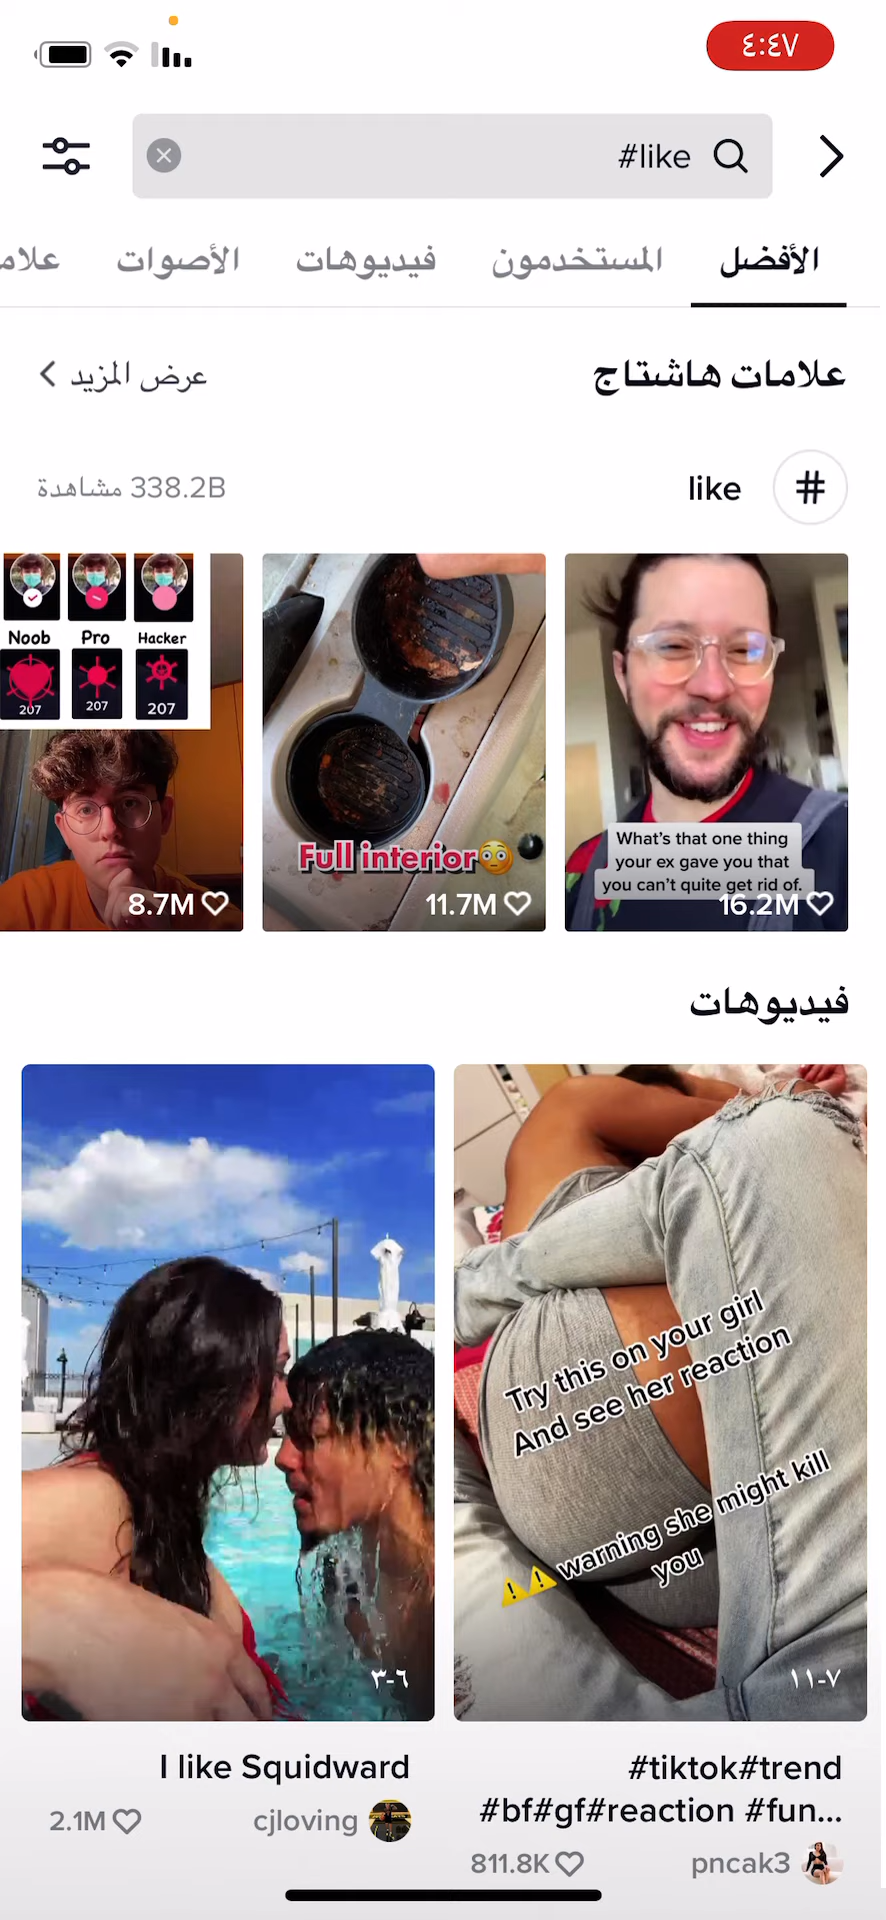 ٤:٤٧
#like
الأفضل
المستخدمون
فيديوهات
الأصوات
علام
علامات هاشتاج
عرض المزيد
like
338.2B مشاهدة
Noob Pro Hacker
207 207 207
8.7M
Full interior😳
11.7M
What's that one thing
your ex gave you that
you can't quite get rid of.
16.2M
فيديوهات
Try this on your girl
And see her reaction
⚠️⚠️ warning she might kill
you
١١-٧
#tiktok#trend
#bf#gf#reaction #fun...
pncak3
811.8K
٣-٦
I like Squidward
cjloving
2.1M